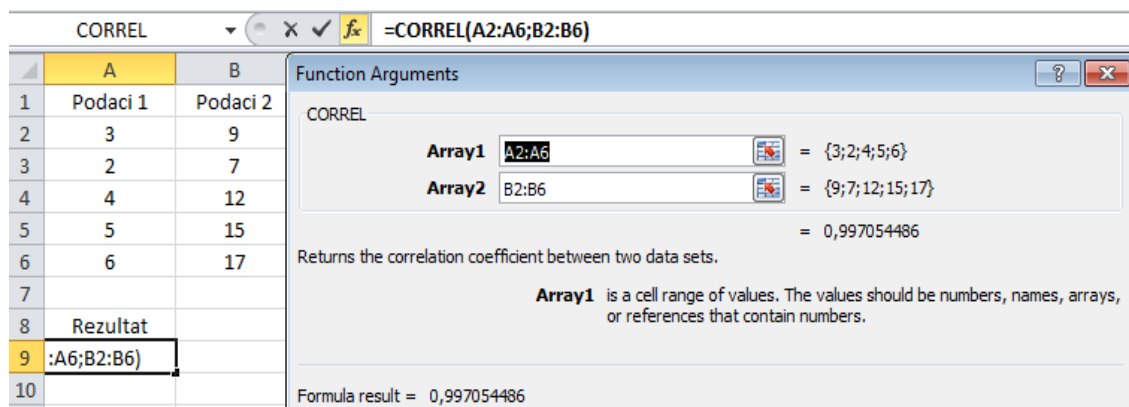 CORREL =CORREL(A2:A6;B2:B6)
A B
1 Podaci 1 Podaci 2
2 3 9
3 2 7
4 4 12
5 5 15
6 6 17
7
8 Rezultat
9 :A6;B2:B6)
10
Function Arguments
CORREL
Array1 A2:A6 = {3;2;4;5;6}
Array2 B2:B6 = {9;7;12;15;17}
= 0,997054486
Returns the correlation coefficient between two data sets.
Array1 is a cell range of values. The values should be numbers, names, arrays,
or references that contain numbers.
Formula result = 0,997054486